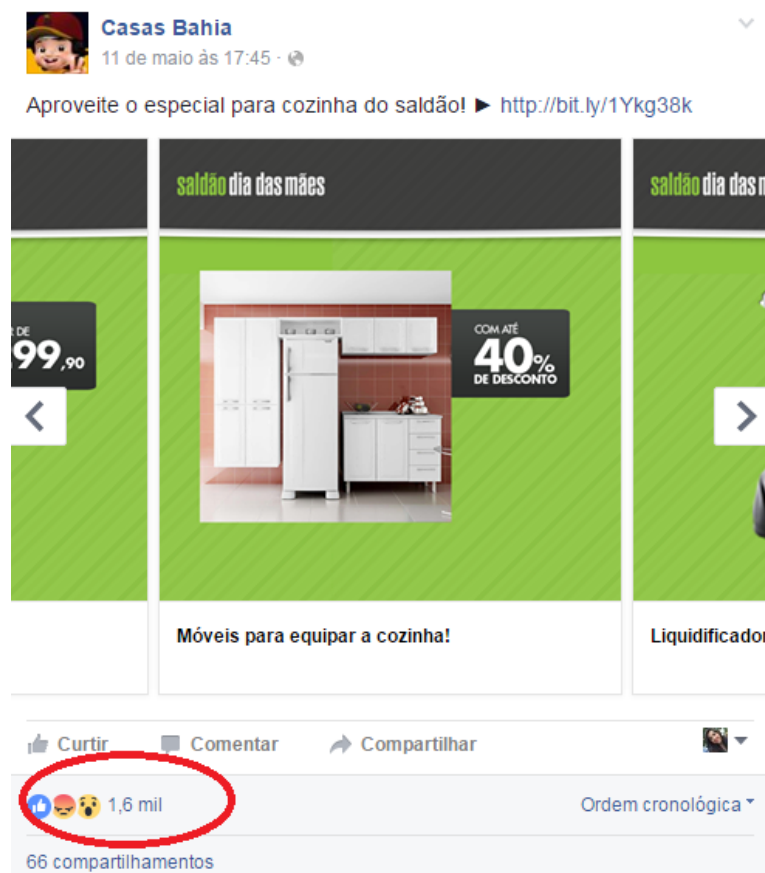 Casas Bahia
11 de maio às 17:45 ·
Aproveite o especial para cozinha do saldão! ► http://bit.ly/1Ykg38k
saldão dia das mães
saldão dia das
DE
99,90
COM ATÉ
40%
DE DESCONTO
Móveis para equipar a cozinha!
Liquidificador
Curtir Comentar Compartilhar
1,6 mil
Ordem cronológica
66 compartilhamentos